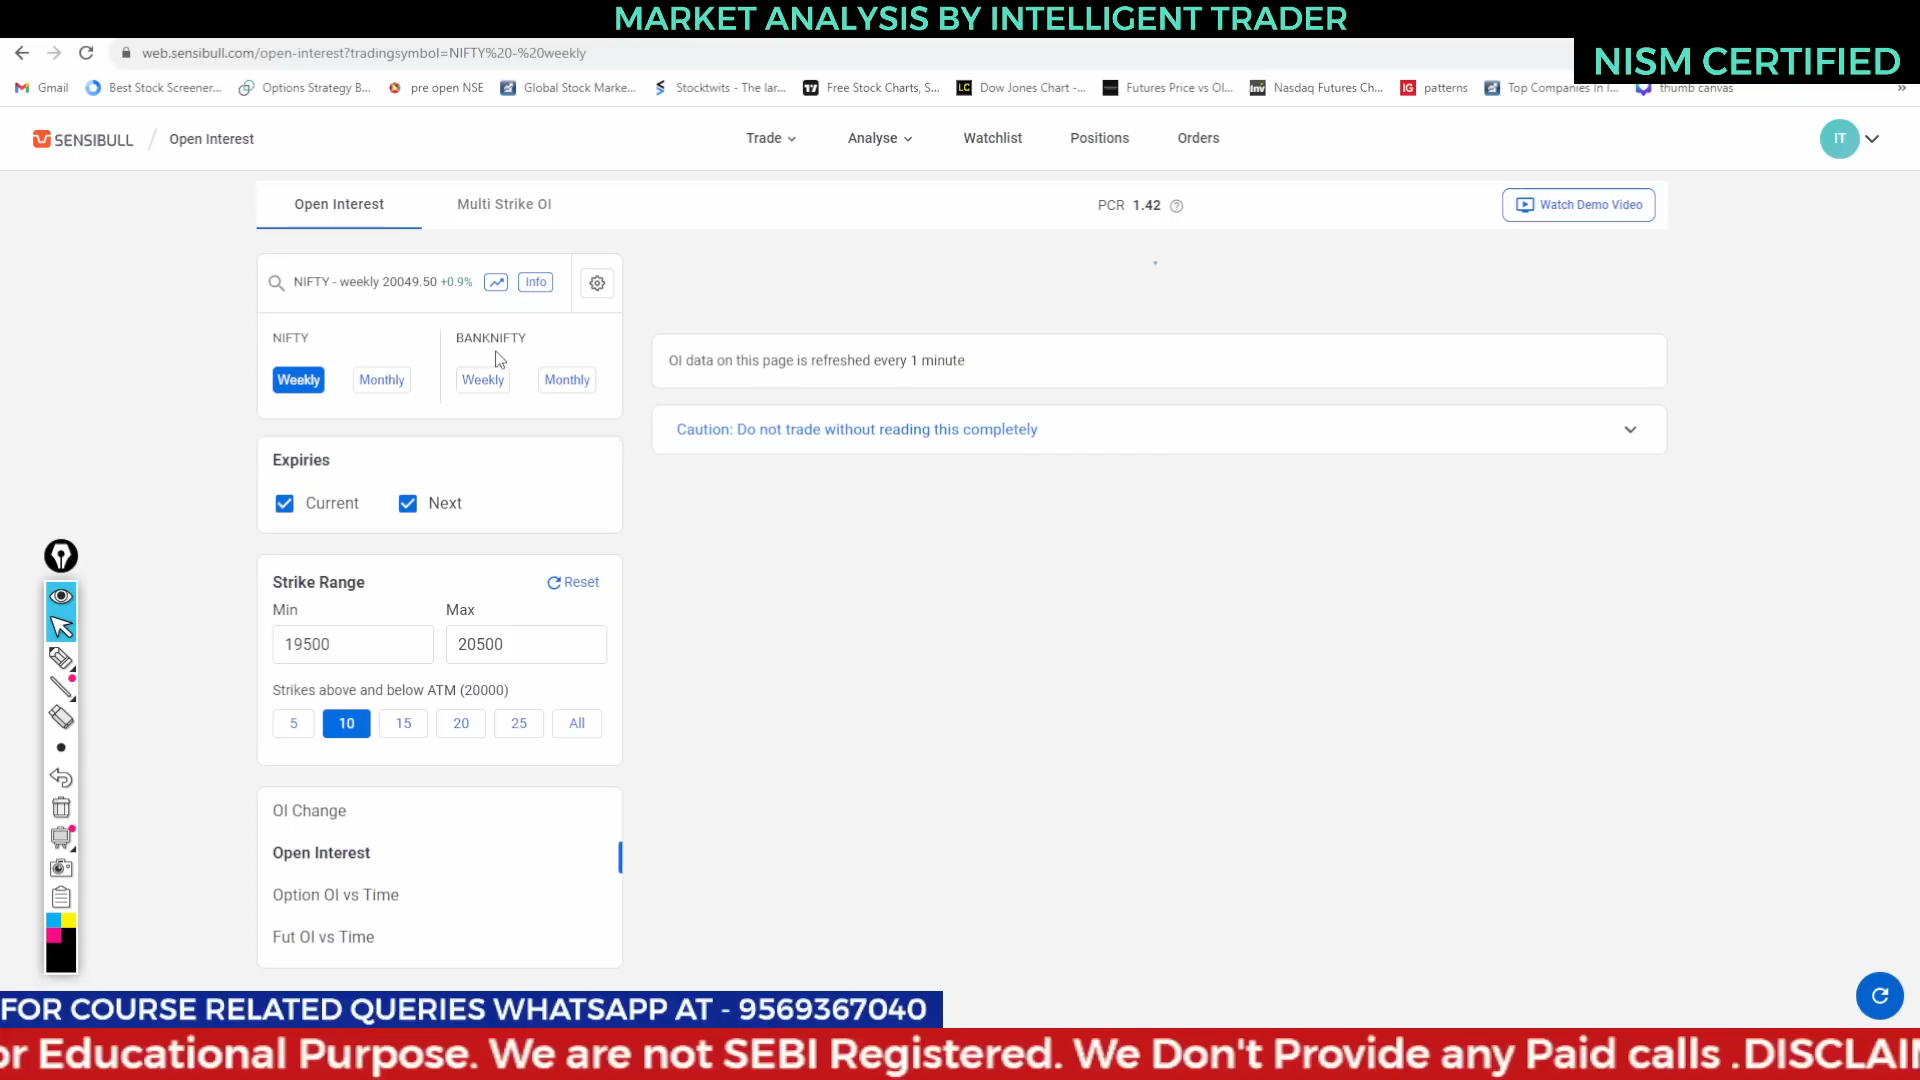 MARKET ANALYSIS BY INTELLIGENT TRADER
NISM CERTIFIED
web.sensibull.com/open-interest?tradingsymbol=NIFTY%20-%20weekly
Gmail
Best Stock Screener...
Options Strategy B...
pre open NSE
Global Stock Marke...
Stocktwits - The lar...
Free Stock Charts, S...
LC
Dow Jones Chart -...
Futures Price vs OI...
Inv
Nasdaq Futures Ch...
IG
patterns
Top Companies In I...
thumb canvas
»
SENSIBULL
Open Interest
Trade
Analyse
Watchlist
Positions
Orders
IT
Open Interest
Multi Strike OI
PCR 1.42
Watch Demo Video
NIFTY - weekly 20049.50 +0.9%
Info
NIFTY
BANKNIFTY
Weekly
Monthly
Weekly
Monthly
OI data on this page is refreshed every 1 minute
Caution: Do not trade without reading this completely
Expiries
Current
Next
Strike Range
Reset
Min
Max
19500
20500
Strikes above and below ATM (20000)
5
10
15
20
25
All
OI Change
Open Interest
Option OI vs Time
Fut OI vs Time
FOR COURSE RELATED QUERIES WHATSAPP AT - 9569367040
or Educational Purpose. We are not SEBI Registered. We Don't Provide any Paid calls .DISCLAI